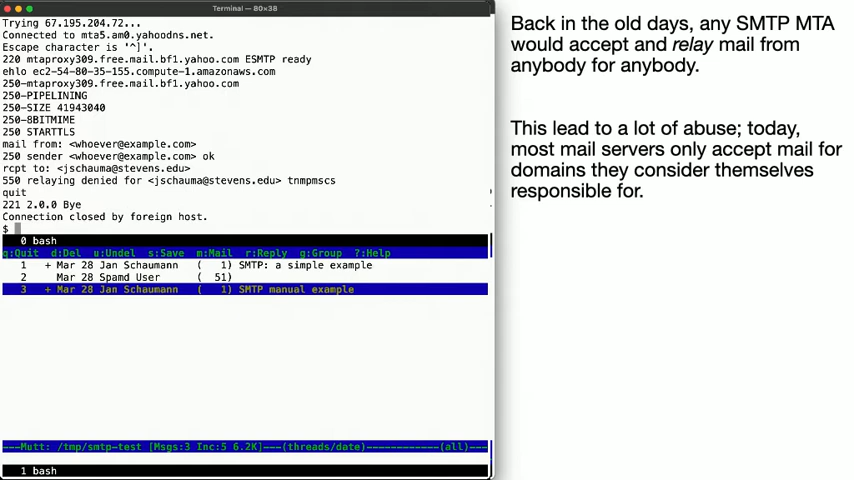 Terminal — 80×38
Trying 67.195.204.72...
Connected to mta5.am0.yahoodns.net.
Escape character is '^]'.
220 mtaproxy309.free.mail.bf1.yahoo.com ESMTP ready
ehlo ec2-54-80-35-155.compute-1.amazonaws.com
250-mtaproxy309.free.mail.bf1.yahoo.com
250-PIPELINING
250-SIZE 41943040
250-8BITMIME
250 STARTTLS
mail from: <whoever@example.com>
250 sender <whoever@example.com> ok
rcpt to: <jschauma@stevens.edu>
550 relaying denied for <jschauma@stevens.edu> tnmpmscs
quit
221 2.0.0 Bye
Connection closed by foreign host.
$
0 bash
q:Quit  d:Del  u:Undel  s:Save  m:Mail  r:Reply  g:Group  ?:Help
1   + Mar 28 Jan Schaumann   (   1) SMTP: a simple example
2     Mar 28 Spamd User      (  51)
3   + Mar 28 Jan Schaumann   (   1) SMTP manual example
---Mutt: /tmp/smtp-test [Msgs:3 Inc:5 6.2K]---(threads/date)------------(all)---
1 bash
Back in the old days, any SMTP MTA
would accept and relay mail from
anybody for anybody.
This lead to a lot of abuse; today,
most mail servers only accept mail for
domains they consider themselves
responsible for.